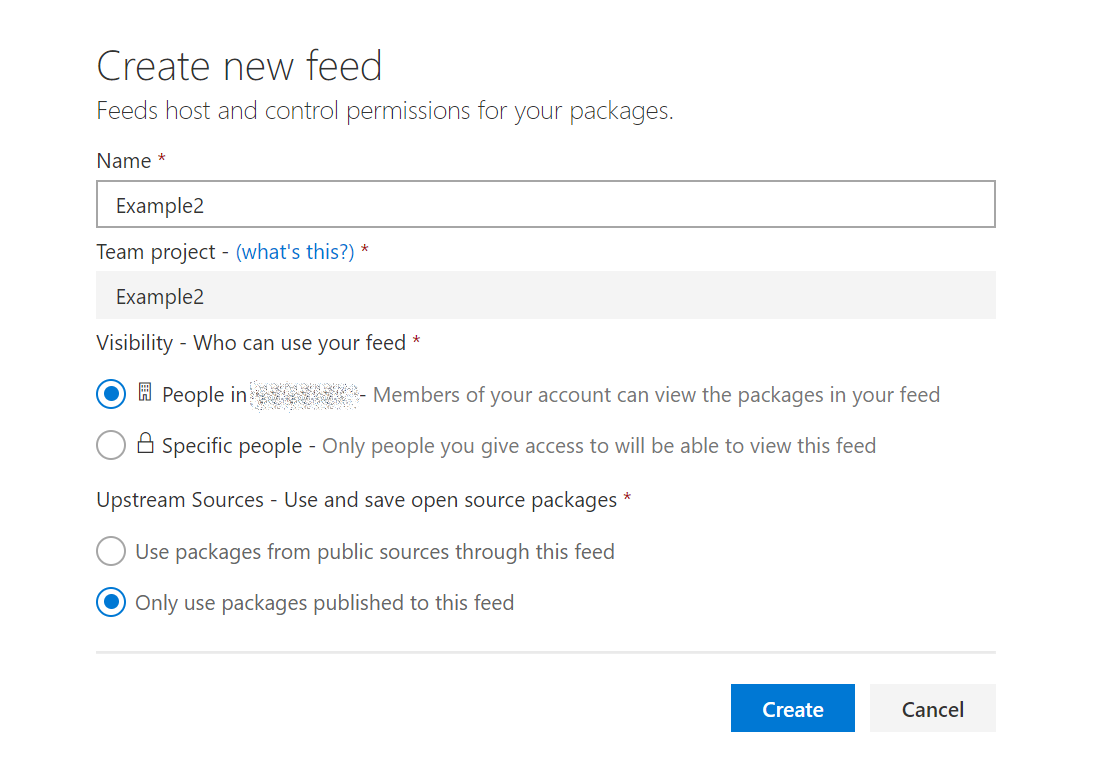 Create new feed
Feeds host and control permissions for your packages.
Name *
Example2
Team project - (what's this?) *
Example2
Visibility - Who can use your feed *
People in - Members of your account can view the packages in your feed
Specific people - Only people you give access to will be able to view this feed
Upstream Sources - Use and save open source packages *
Use packages from public sources through this feed
Only use packages published to this feed
Create
Cancel